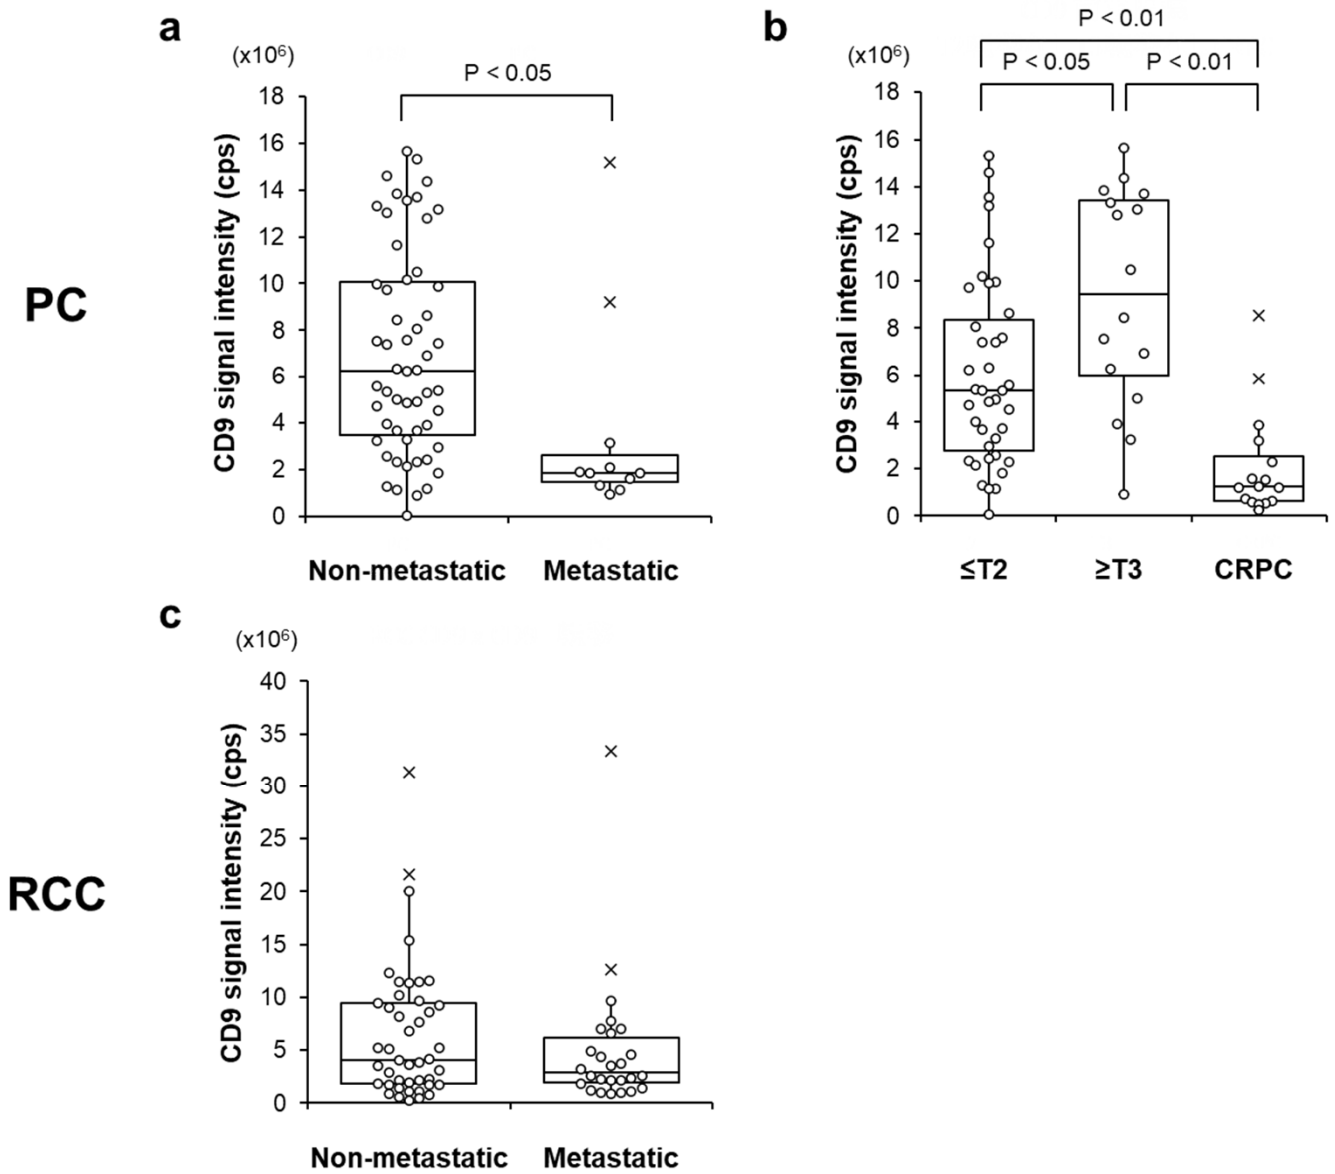 a
(x10⁶)
P < 0.05
18
16
14
12
10
8
6
4
2
0
CD9 signal intensity (cps)
PC
Non-metastatic
Metastatic
b
(x10⁶)
P < 0.01
P < 0.05
P < 0.01
18
16
14
12
10
8
6
4
2
0
CD9 signal intensity (cps)
≤T2
≥T3
CRPC
c
(x10⁶)
40
35
30
25
20
15
10
5
0
CD9 signal intensity (cps)
RCC
Non-metastatic
Metastatic